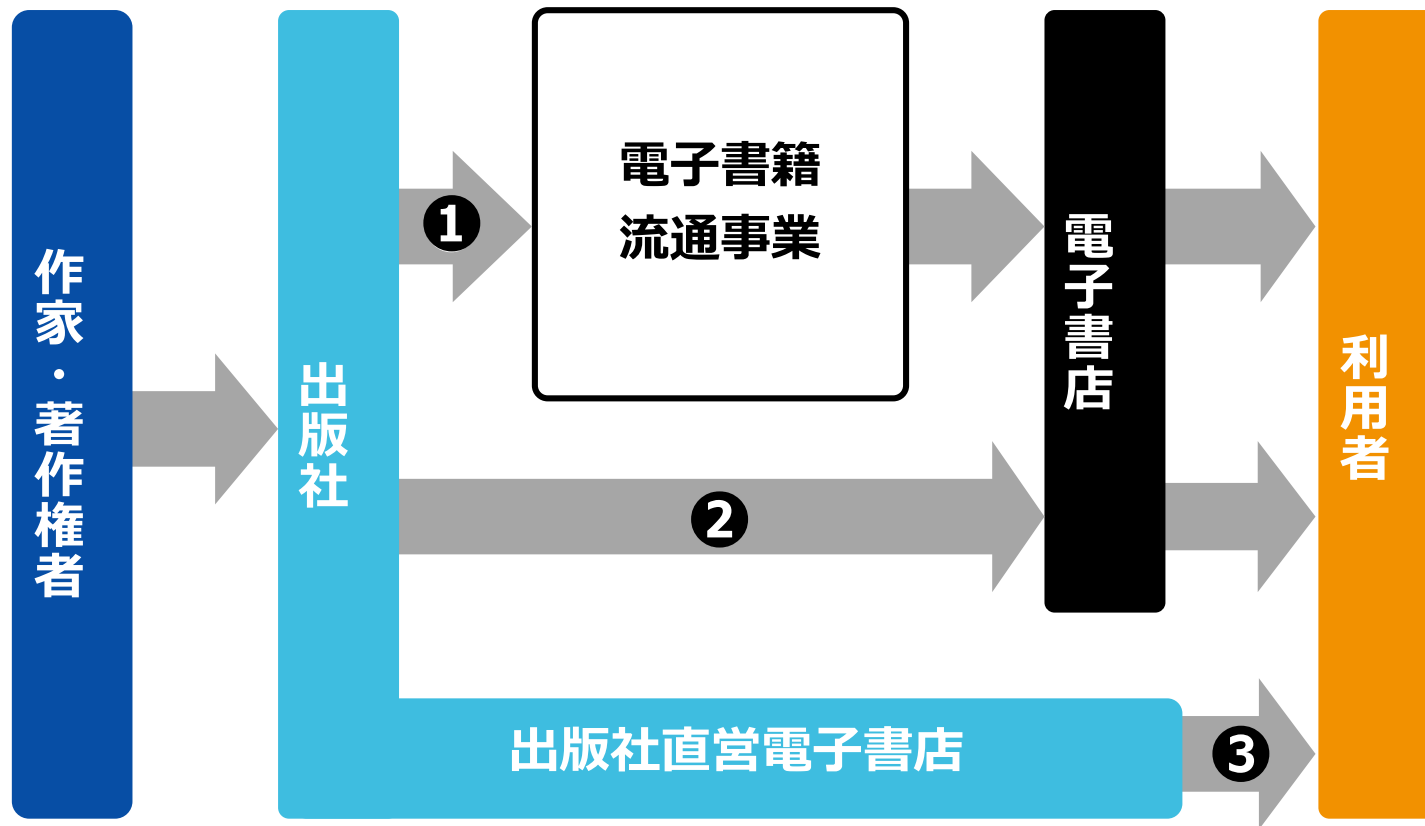 作家・著作権者
出版社
❶
電子書籍
流通事業
電子書店
利用者
❷
出版社直営電子書店
❸